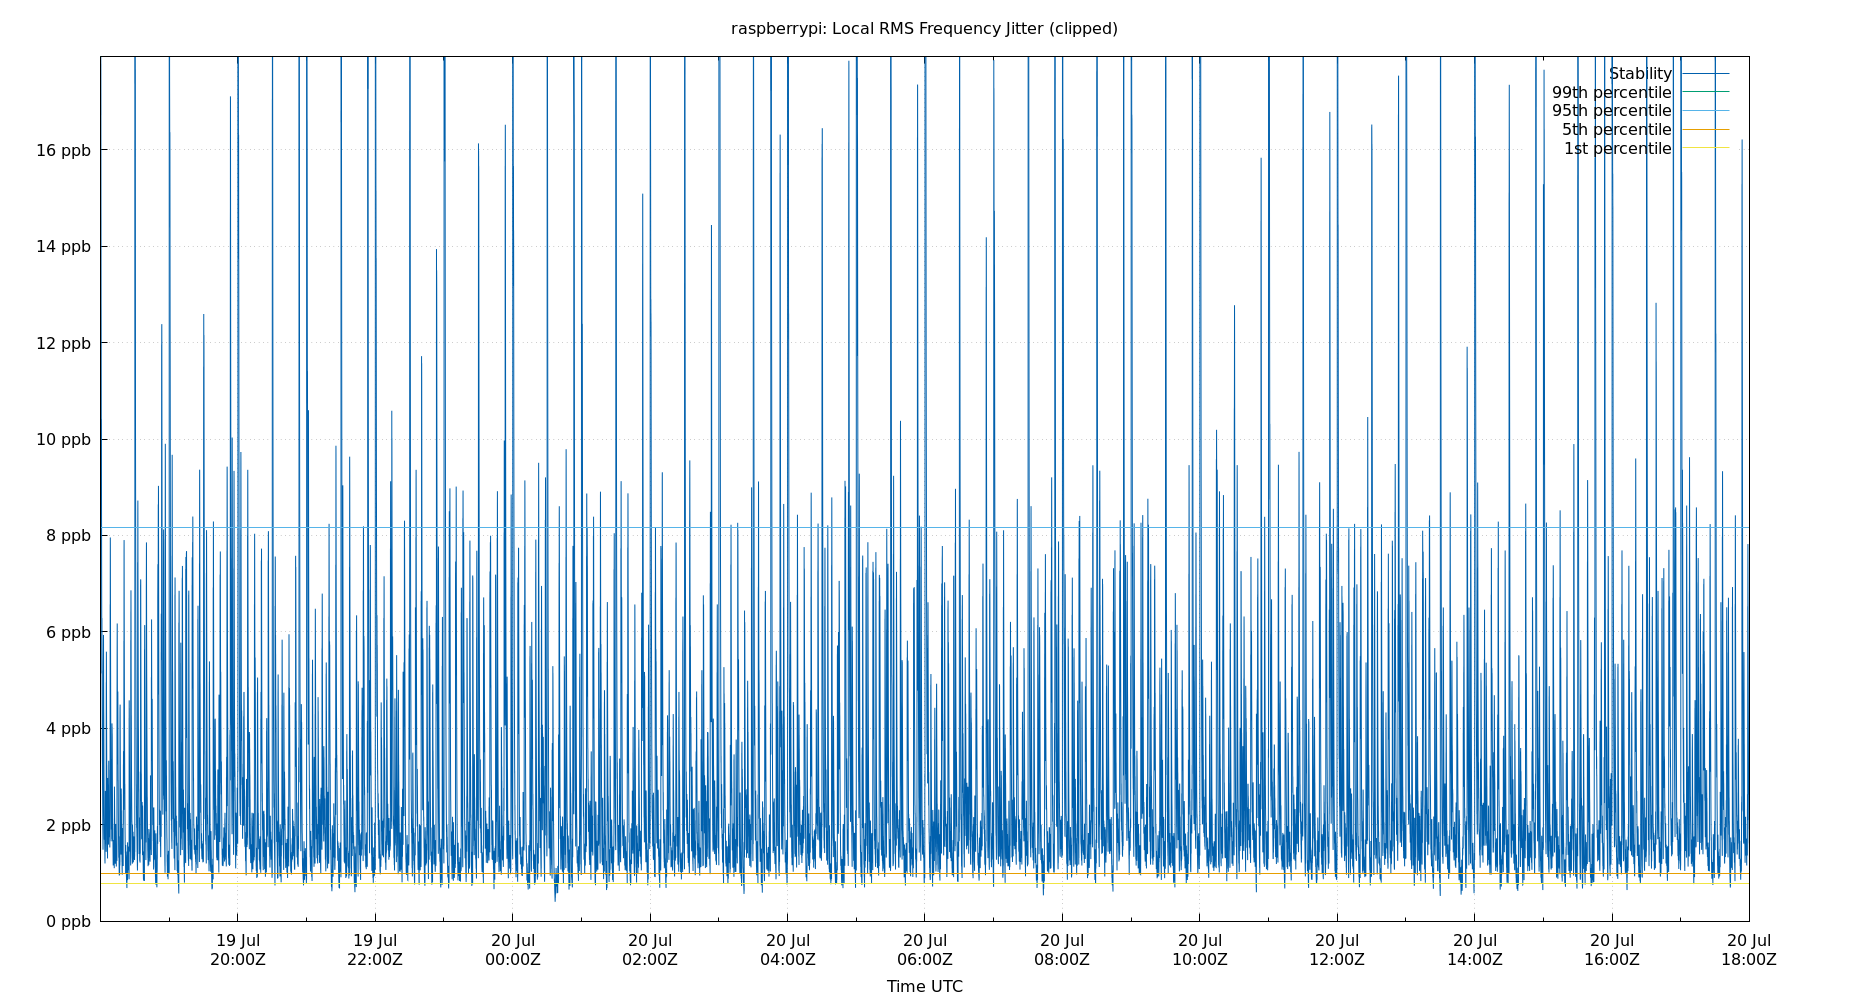 raspberrypi: Local RMS Frequency Jitter (clipped)
Stability
99th percentile
95th percentile
5th percentile
1st percentile
16 ppb
14 ppb
12 ppb
10 ppb
8 ppb
6 ppb
4 ppb
2 ppb
0 ppb
19 Jul 19 Jul 20 Jul 20 Jul 20 Jul 20 Jul 20 Jul 20 Jul 20 Jul 20 Jul 20 Jul 20 Jul
20:00Z 22:00Z 00:00Z 02:00Z 04:00Z 06:00Z 08:00Z 10:00Z 12:00Z 14:00Z 16:00Z 18:00Z
Time UTC